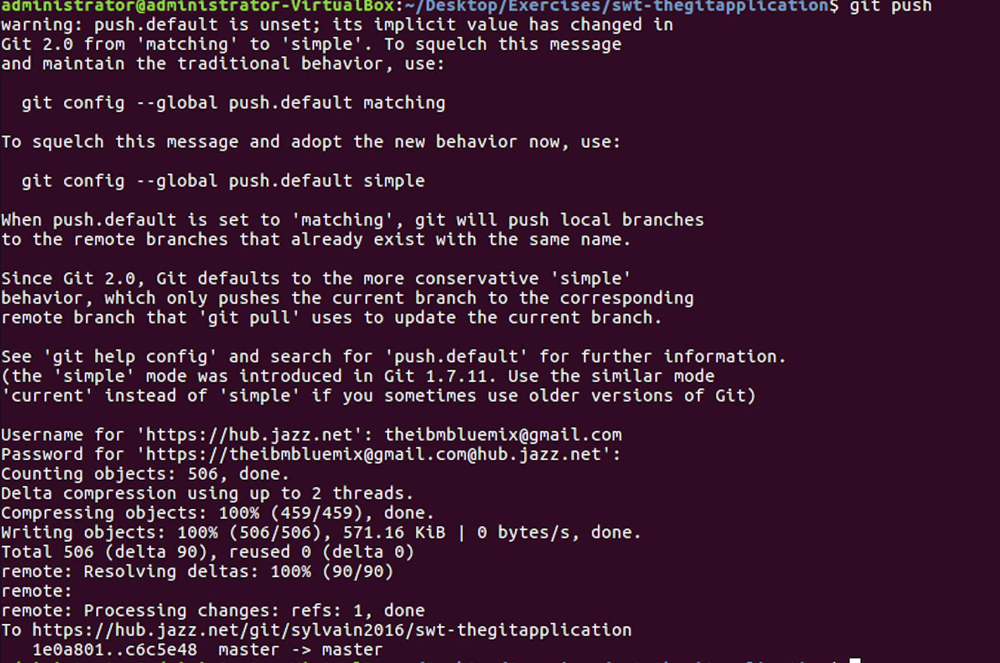 administrator@administrator-VirtualBox:~/Desktop/Exercises/swt-thegitapplication$ git push
warning: push.default is unset; its implicit value has changed in
Git 2.0 from 'matching' to 'simple'. To squelch this message
and maintain the traditional behavior, use:
git config --global push.default matching
To squelch this message and adopt the new behavior now, use:
git config --global push.default simple
When push.default is set to 'matching', git will push local branches
to the remote branches that already exist with the same name.
Since Git 2.0, Git defaults to the more conservative 'simple'
behavior, which only pushes the current branch to the corresponding
remote branch that 'git pull' uses to update the current branch.
See 'git help config' and search for 'push.default' for further information.
(the 'simple' mode was introduced in Git 1.7.11. Use the similar mode
'current' instead of 'simple' if you sometimes use older versions of Git)
Username for 'https://hub.jazz.net': theibmbluemix@gmail.com
Password for 'https://theibmbluemix@gmail.com@hub.jazz.net':
Counting objects: 506, done.
Delta compression using up to 2 threads.
Compressing objects: 100% (459/459), done.
Writing objects: 100% (506/506), 571.16 KiB | 0 bytes/s, done.
Total 506 (delta 90), reused 0 (delta 0)
remote: Resolving deltas: 100% (90/90)
remote:
remote: Processing changes: refs: 1, done
To https://hub.jazz.net/git/sylvain2016/swt-thegitapplication
1e0a801..c6c5e48  master -> master